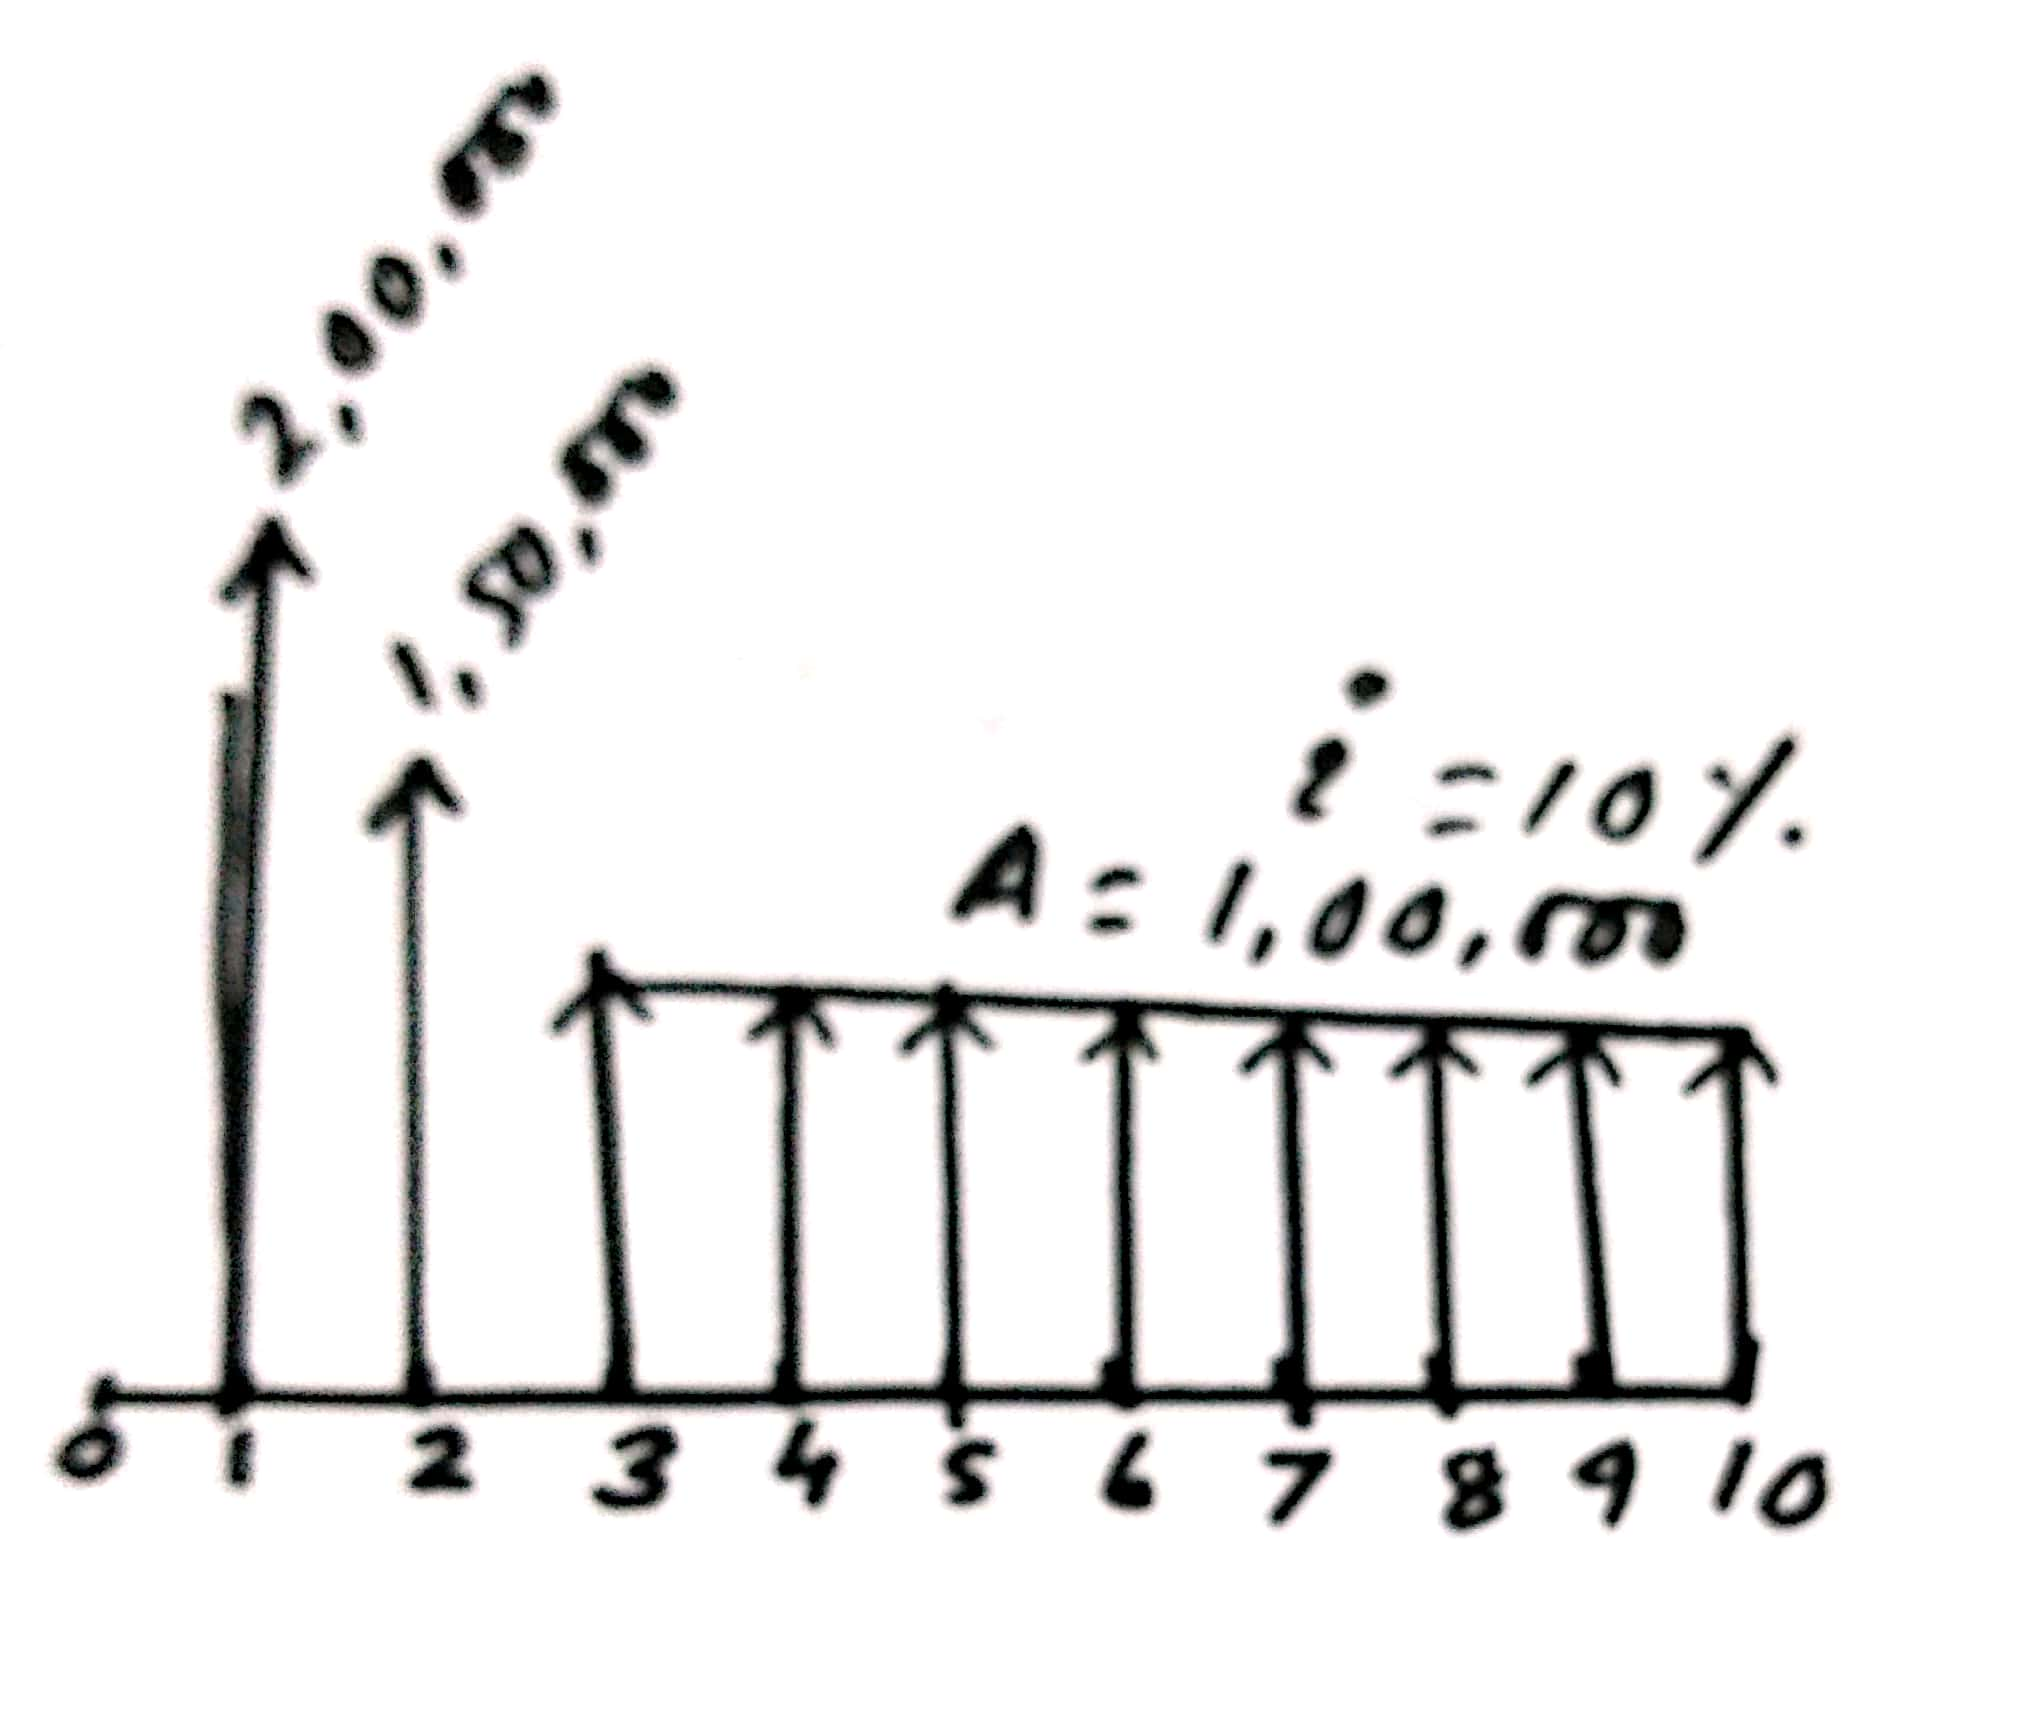 2,00,000
1,50,000
i = 10 %.
A = 1,00,000
0 1 2 3 4 5 6 7 8 9 10